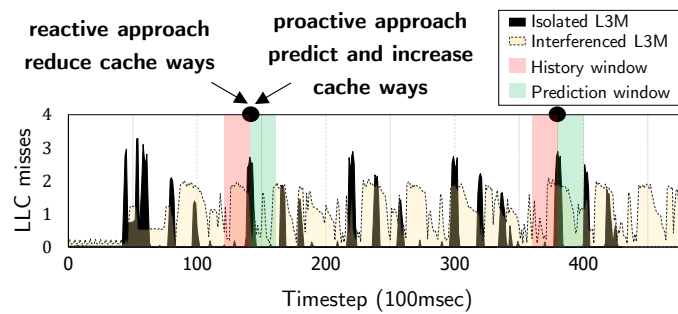 reactive approach
reduce cache ways
proactive approach
predict and increase
cache ways
Isolated L3M
Interferenced L3M
History window
Prediction window
LLC misses
4
3
2
1
0
0
100
200
300
400
Timestep (100msec)